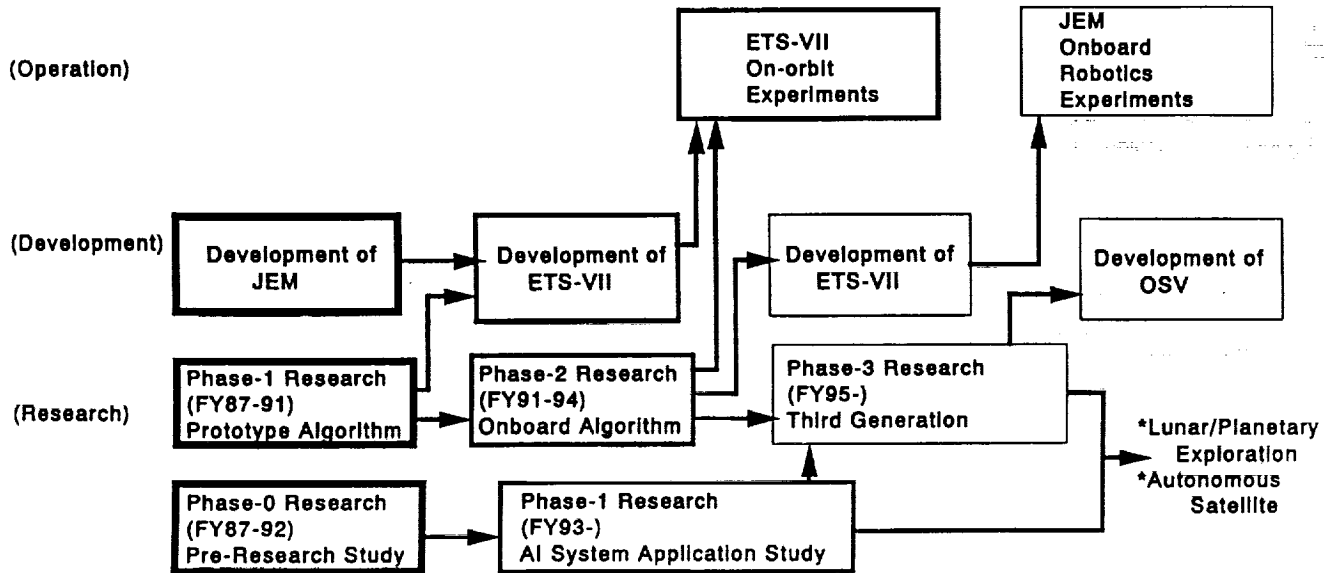 (Operation)
ETS-VII
On-orbit
Experiments
JEM
Onboard
Robotics
Experiments
(Development)
Development of
JEM
Development of
ETS-VII
Development of
ETS-VII
Development of
OSV
(Research)
Phase-1 Research
(FY87-91)
Prototype Algorithm
Phase-2 Research
(FY91-94)
Onboard Algorithm
Phase-3 Research
(FY95-)
Third Generation
*Lunar/Planetary
Exploration
*Autonomous
Satellite
Phase-0 Research
(FY87-92)
Pre-Research Study
Phase-1 Research
(FY93-)
AI System Application Study